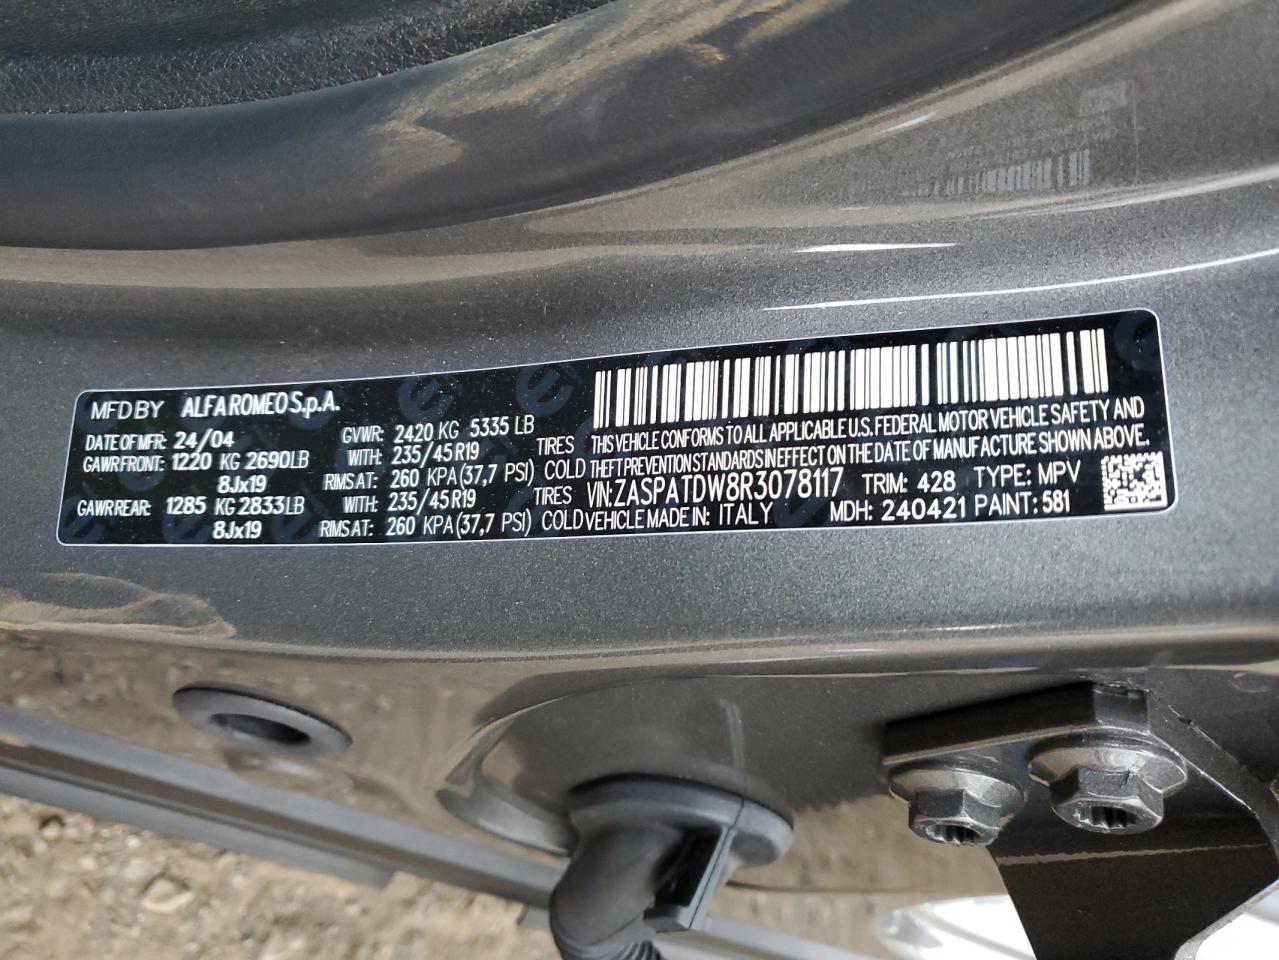 MFD BY ALFA ROMEO S.p.A.
DATE OF MFR: 24/04 GVWR: 2420 KG 5335 LB
GAWR FRONT: 1220 KG 2690LB WITH: 235/45R19 TIRES
8Jx19 RIMS AT: 260 KPA (37,7 PSI) COLD
GAWR REAR: 1285 KG 2833LB WITH: 235/45R19 TIRES
8Jx19 RIMS AT: 260 KPA (37,7 PSI) COLD
THIS VEHICLE CONFORMS TO ALL APPLICABLE U.S. FEDERAL MOTOR VEHICLE SAFETY AND
THEFT PREVENTION STANDARDS IN EFFECT ON THE DATE OF MANUFACTURE SHOWN ABOVE.
VIN: ZASPATDW8R3078117 TRIM: 428 TYPE: MPV
VEHICLE MADE IN: ITALY MDH: 240421 PAINT: 581